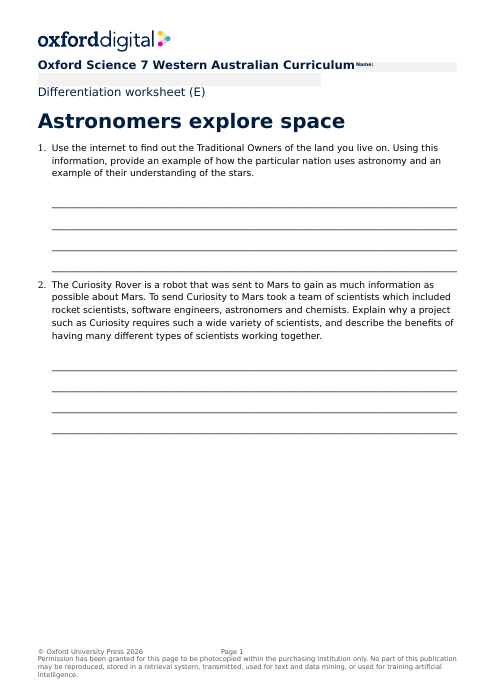 oxforddigital
Oxford Science 7 Western Australian Curriculum Name:
Differentiation worksheet (E)
Astronomers explore space
1. Use the internet to find out the Traditional Owners of the land you live on. Using this
information, provide an example of how the particular nation uses astronomy and an
example of their understanding of the stars.
2. The Curiosity Rover is a robot that was sent to Mars to gain as much information as
possible about Mars. To send Curiosity to Mars took a team of scientists which included
rocket scientists, software engineers, astronomers and chemists. Explain why a project
such as Curiosity requires such a wide variety of scientists, and describe the benefits of
having many different types of scientists working together.
© Oxford University Press 2026 Page 1
Permission has been granted for this page to be photocopied within the purchasing institution only. No part of this publication
may be reproduced, stored in a retrieval system, transmitted, used for text and data mining, or used for training artificial
intelligence.